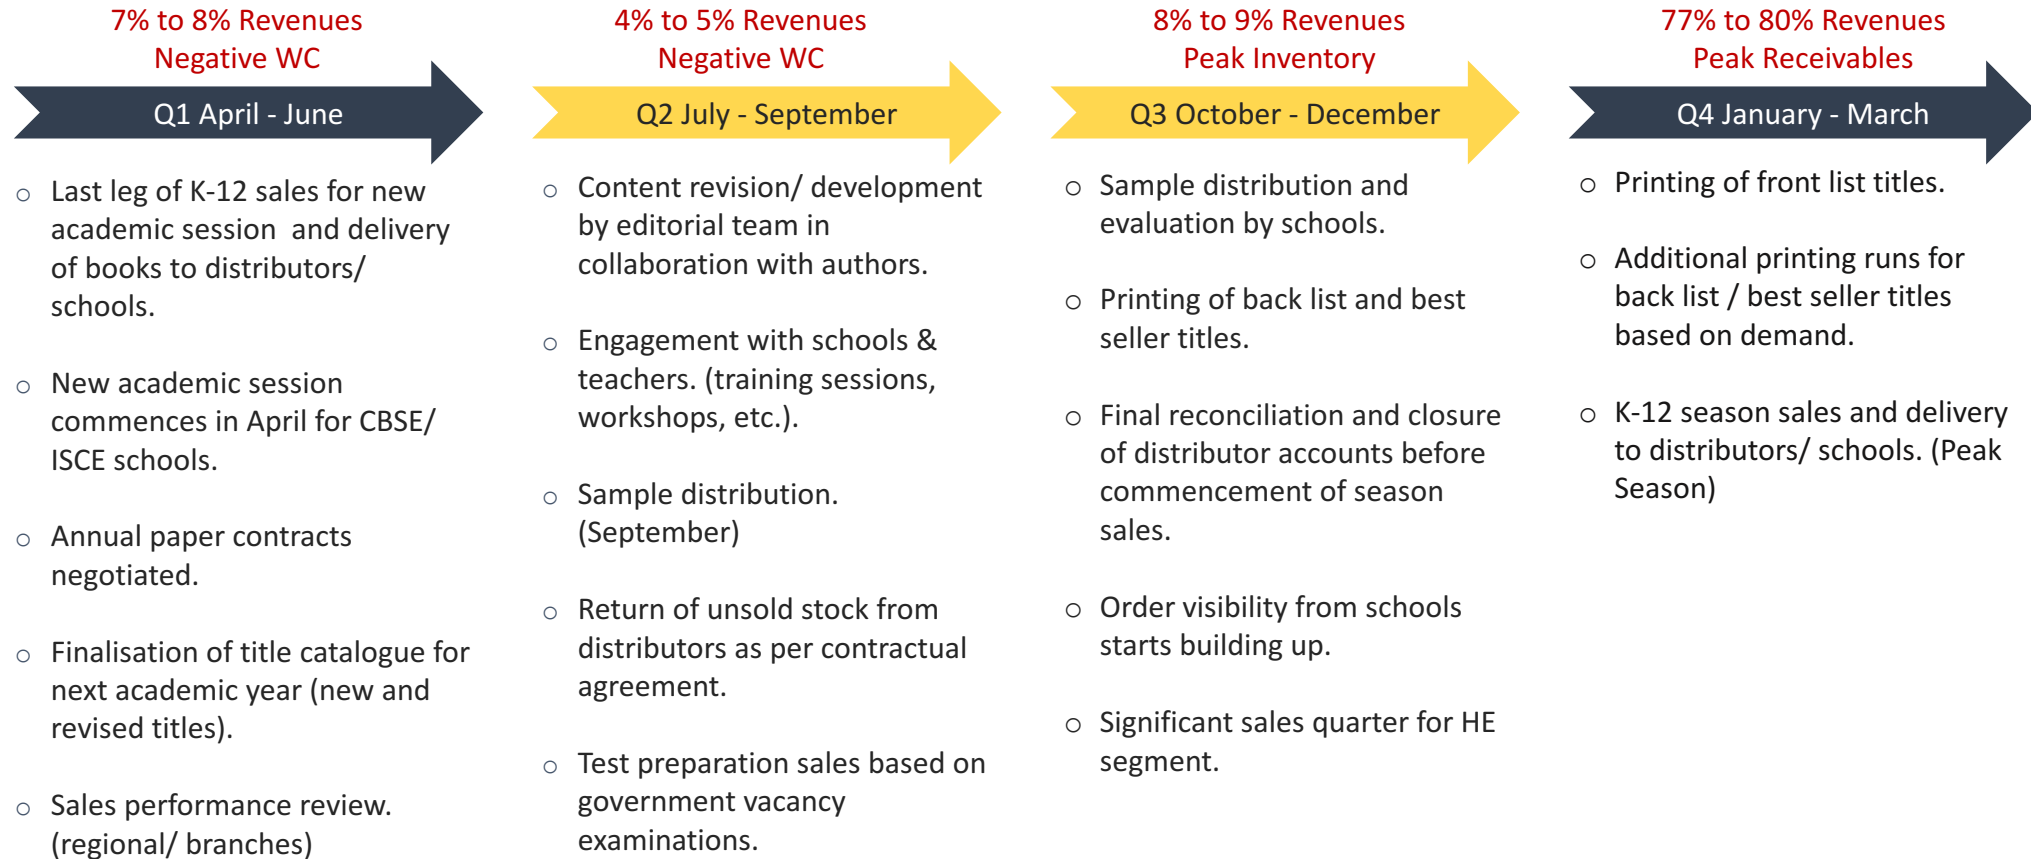 7% to 8% Revenues
Negative WC
Q1 April - June
○ Last leg of K-12 sales for new
academic session and delivery
of books to distributors/
schools.
○ New academic session
commences in April for CBSE/
ISCE schools.
○ Annual paper contracts
negotiated.
○ Finalisation of title catalogue for
next academic year (new and
revised titles).
○ Sales performance review.
(regional/ branches)
4% to 5% Revenues
Negative WC
Q2 July - September
○ Content revision/ development
by editorial team in
collaboration with authors.
○ Engagement with schools &
teachers. (training sessions,
workshops, etc.).
○ Sample distribution.
(September)
○ Return of unsold stock from
distributors as per contractual
agreement.
○ Test preparation sales based on
government vacancy
examinations.
8% to 9% Revenues
Peak Inventory
Q3 October - December
○ Sample distribution and
evaluation by schools.
○ Printing of back list and best
seller titles.
○ Final reconciliation and closure
of distributor accounts before
commencement of season
sales.
○ Order visibility from schools
starts building up.
○ Significant sales quarter for HE
segment.
77% to 80% Revenues
Peak Receivables
Q4 January - March
○ Printing of front list titles.
○ Additional printing runs for
back list / best seller titles
based on demand.
○ K-12 season sales and delivery
to distributors/ schools. (Peak
Season)